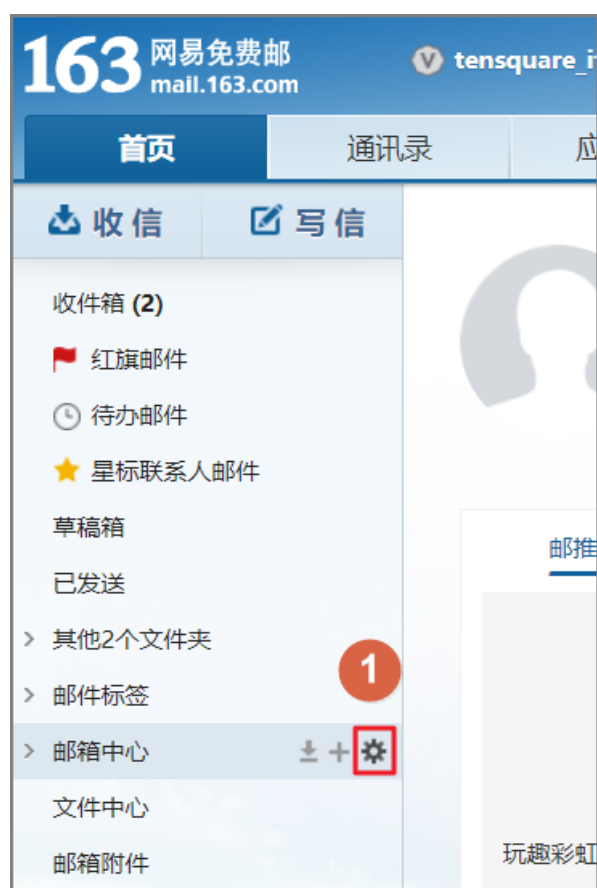 163 网易免费邮
mail.163.com
tensquare_i
首页 通讯录
收信 写信
收件箱 (2)
红旗邮件
待办邮件
星标联系人邮件
草稿箱
邮推
已发送
其他2个文件夹
1
邮件标签
邮箱中心
文件中心
邮箱附件
玩趣彩虹